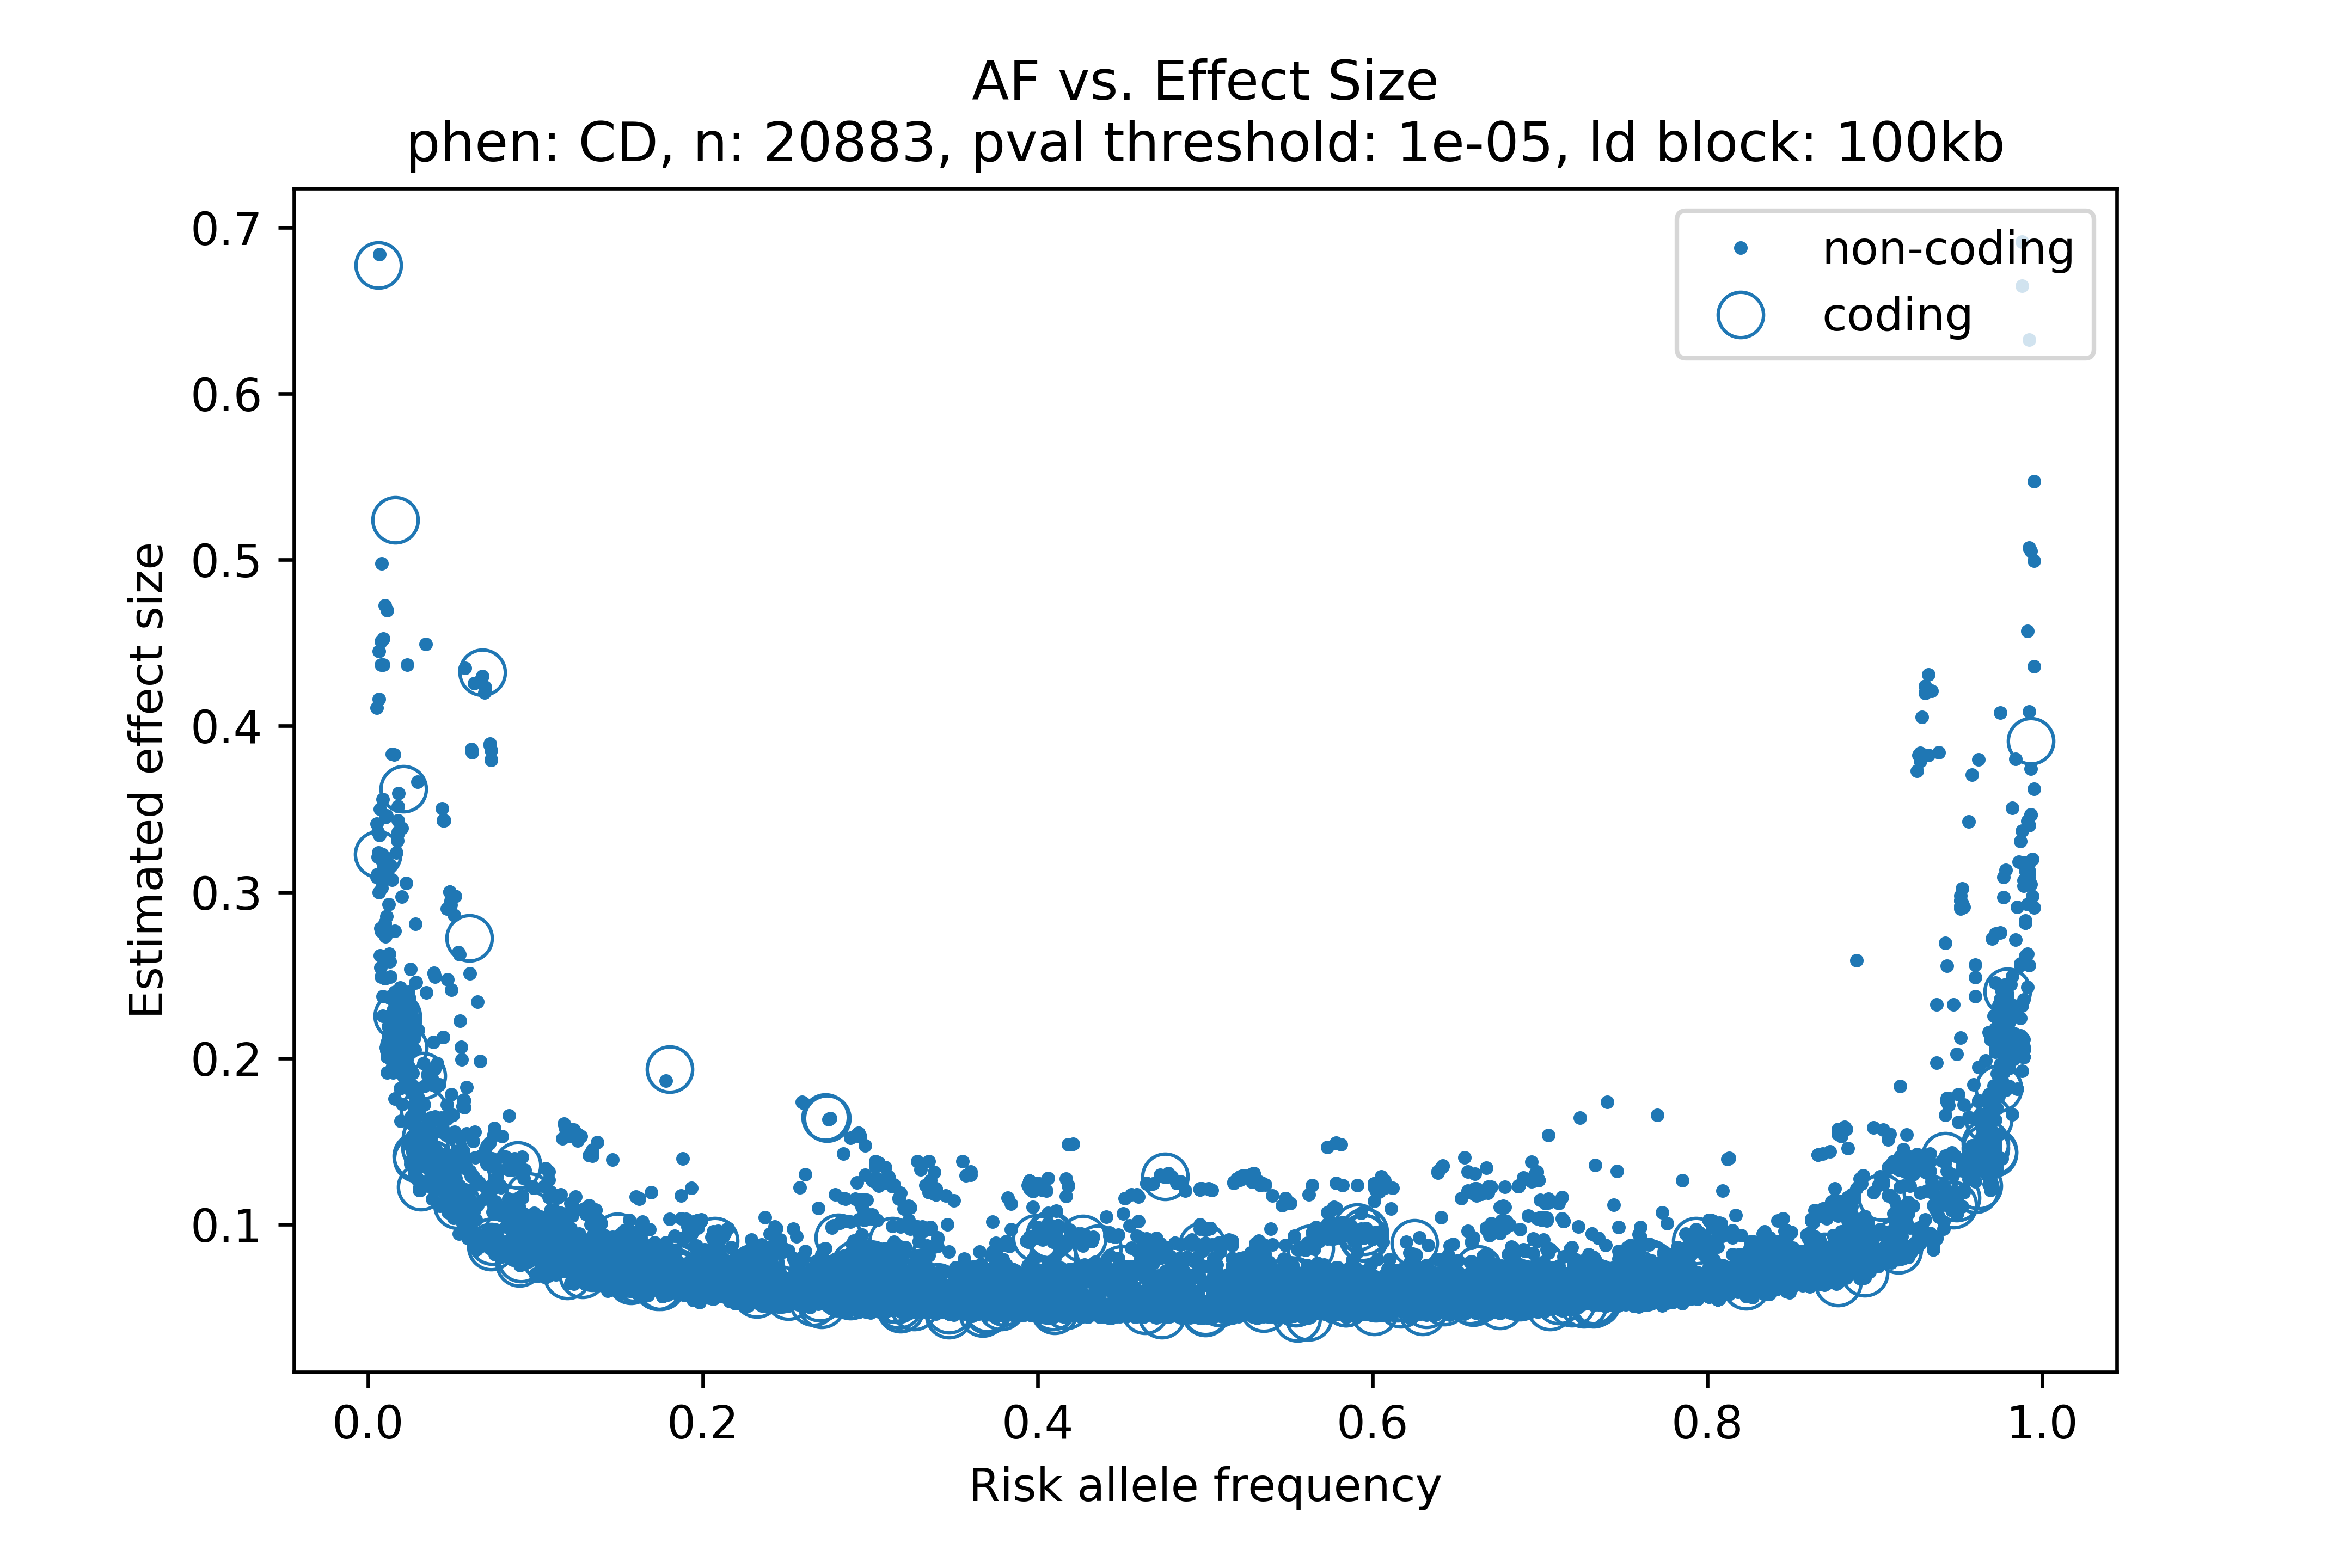 AF vs. Effect Size
phen: CD, n: 20883, pval threshold: 1e-05, ld block: 100kb
non-coding
coding
0.7
0.6
0.5
0.4
0.3
0.2
0.1
Estimated effect size
0.0 0.2 0.4 0.6 0.8 1.0
Risk allele frequency